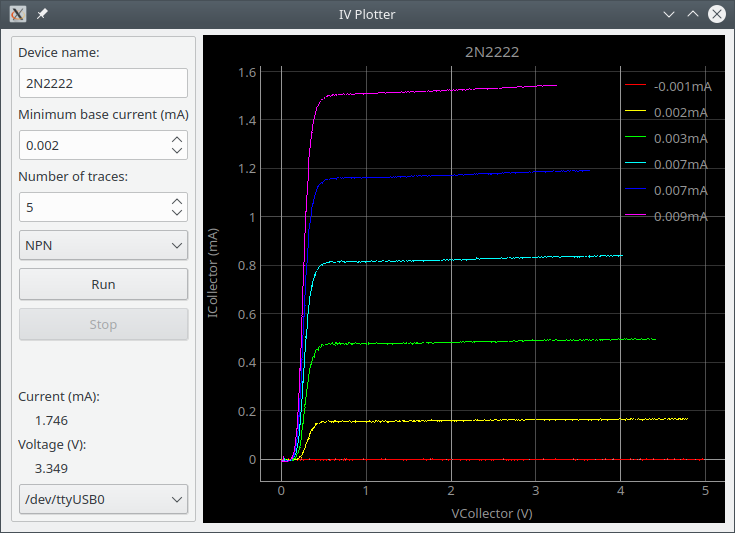 IV Plotter
Device name:
2N2222
Minimum base current (mA)
0.002
Number of traces:
5
NPN
Run
Stop
Current (mA):
1.746
Voltage (V):
3.349
/dev/ttyUSB0
2N2222
1.6
1.4
1.2
1
0.8
0.6
0.4
0.2
0
ICollector (mA)
0 1 2 3 4 5
VCollector (V)
-0.001mA
0.002mA
0.003mA
0.007mA
0.007mA
0.009mA